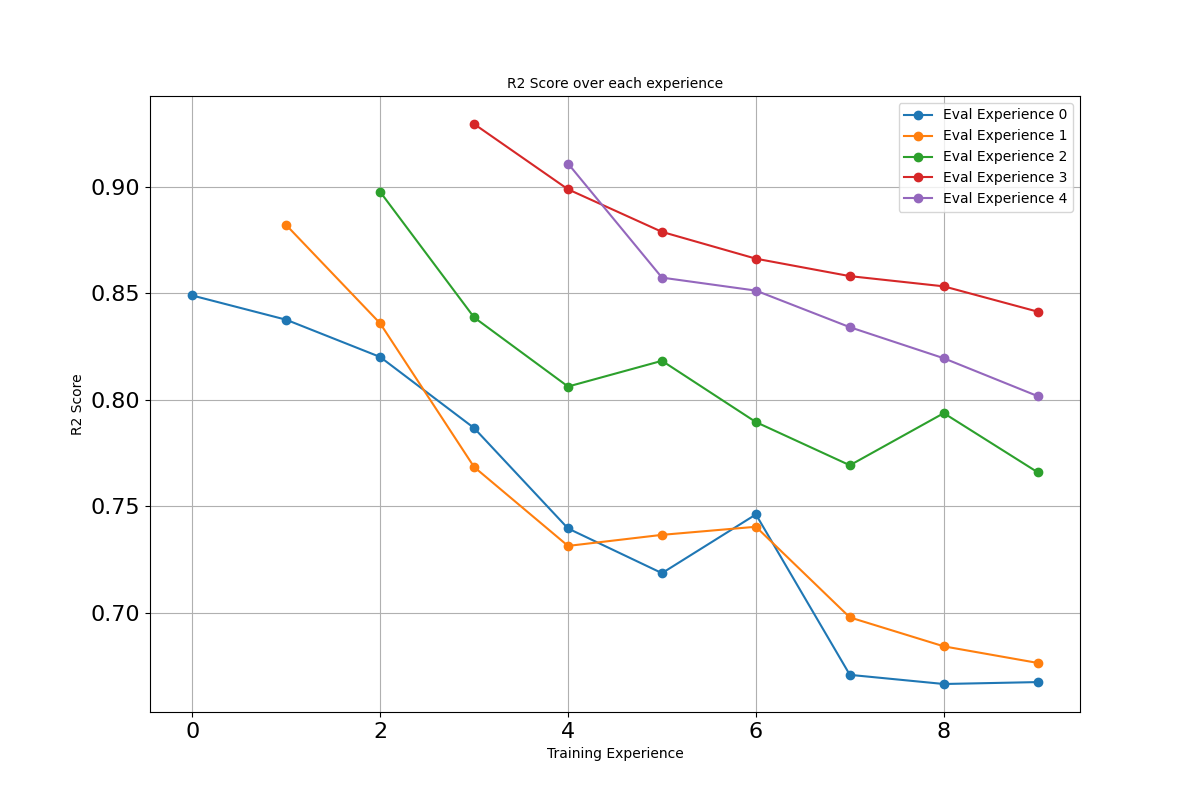 R2 Score over each experience
Eval Experience 0
Eval Experience 1
Eval Experience 2
Eval Experience 3
Eval Experience 4
0.90
0.85
0.80
0.75
0.70
R2 Score
0 2 4 6 8
Training Experience